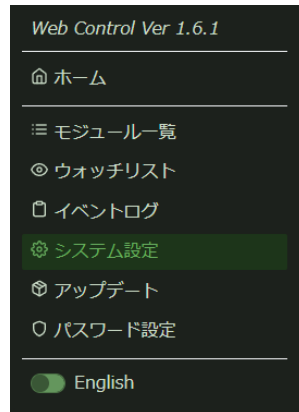 Web Control Ver 1.6.1
ホーム
モジュール一覧
ウォッチリスト
イベントログ
システム設定
アップデート
パスワード設定
English